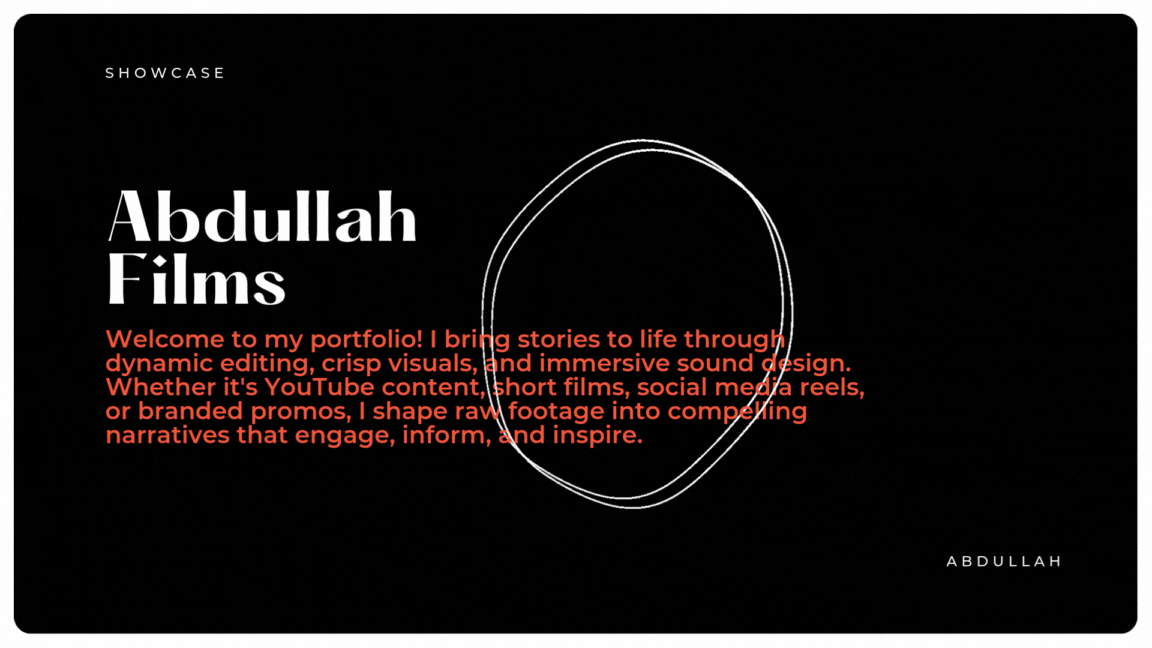 SHOWCASE
Abdullah
Films
Welcome to my portfolio! I bring stories to life through
dynamic editing, crisp visuals, and immersive sound design.
Whether it's YouTube content, short films, social media reels,
or branded promos, I shape raw footage into compelling
narratives that engage, inform, and inspire.
ABDULLAH